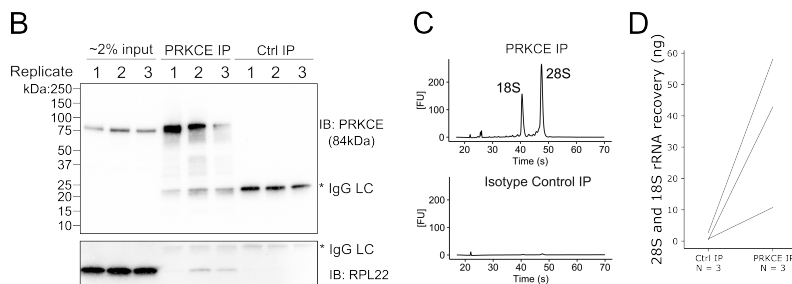 B
~2% input PRKCE IP Ctrl IP
Replicate 1 2 3 1 2 3 1 2 3
kDa:250
150
100
75
50
37
25
20
15
10
IB: PRKCE
(84kDa)
* IgG LC
* IgG LC
IB: RPL22
C
PRKCE IP
[FU]
200
100
0
18S
28S
20 30 40 50 60 70
Time (s)
Isotype Control IP
[FU]
200
100
0
20 30 40 50 60 70
Time (s)
D
28S and 18S rRNA recovery (ng)
60
50
40
30
20
10
0
Ctrl IP
N = 3
PRKCE IP
N = 3